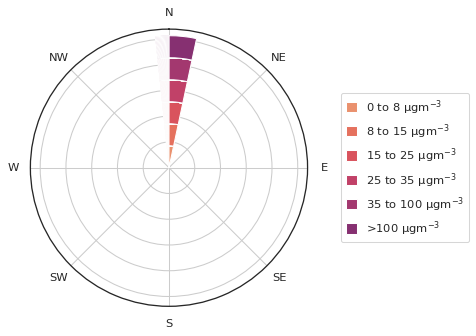 N
NW
NE
W
E
SW
SE
S
0 to 8 µgm⁻³
8 to 15 µgm⁻³
15 to 25 µgm⁻³
25 to 35 µgm⁻³
35 to 100 µgm⁻³
>100 µgm⁻³